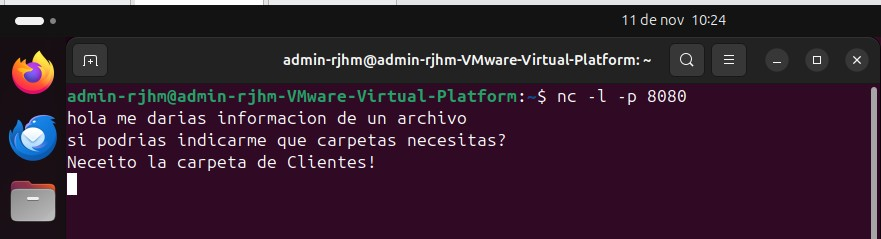 11 de nov 10:24
admin-rjhm@admin-rjhm-VMware-Virtual-Platform: ~
admin-rjhm@admin-rjhm-VMware-Virtual-Platform:~$ nc -l -p 8080
hola me darias informacion de un archivo
si podrias indicarme que carpetas necesitas?
Neceito la carpeta de Clientes!